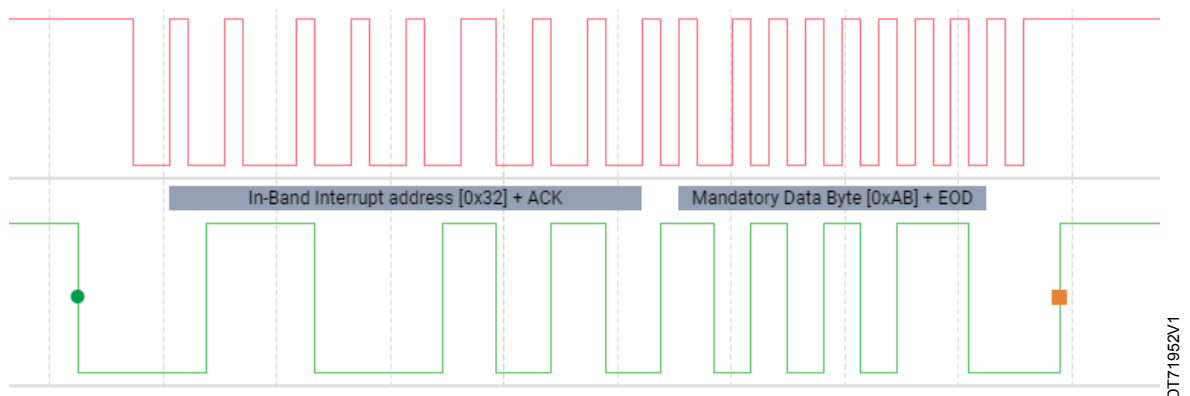 In-Band Interrupt address [0x32] + ACK
Mandatory Data Byte [0xAB] + EOD
DT71952V1